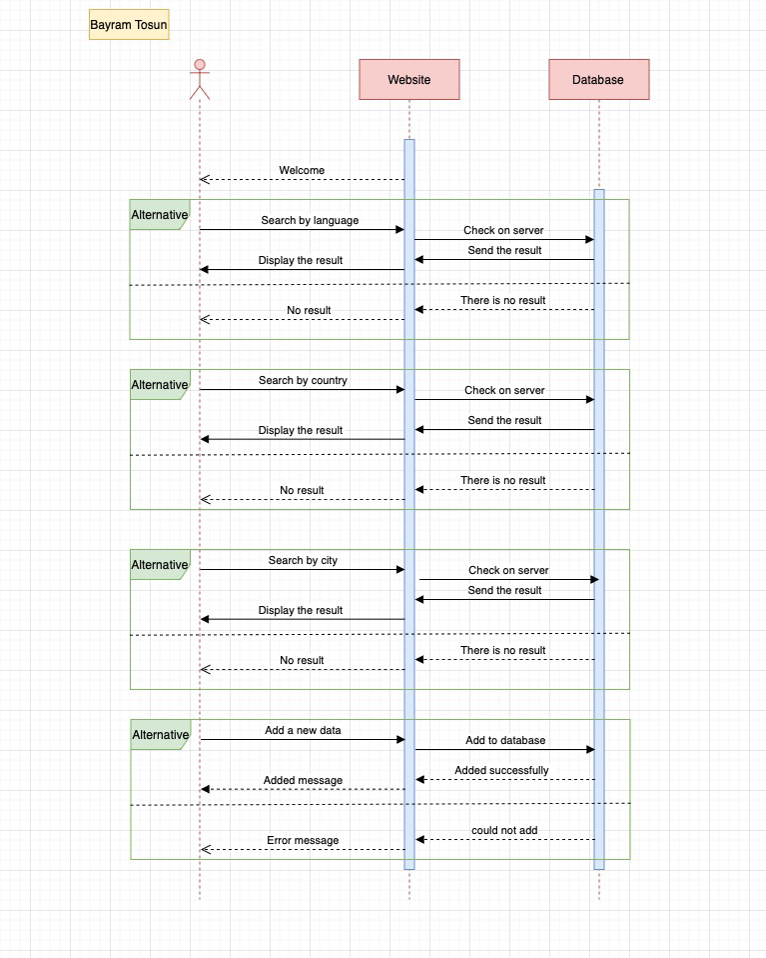 Bayram Tosun
Website
Database
Welcome
Alternative
Search by language
Check on server
Send the result
Display the result
There is no result
No result
Alternative
Search by country
Check on server
Send the result
Display the result
There is no result
No result
Alternative
Search by city
Check on server
Send the result
Display the result
There is no result
No result
Alternative
Add a new data
Add to database
Added successfully
Added message
could not add
Error message